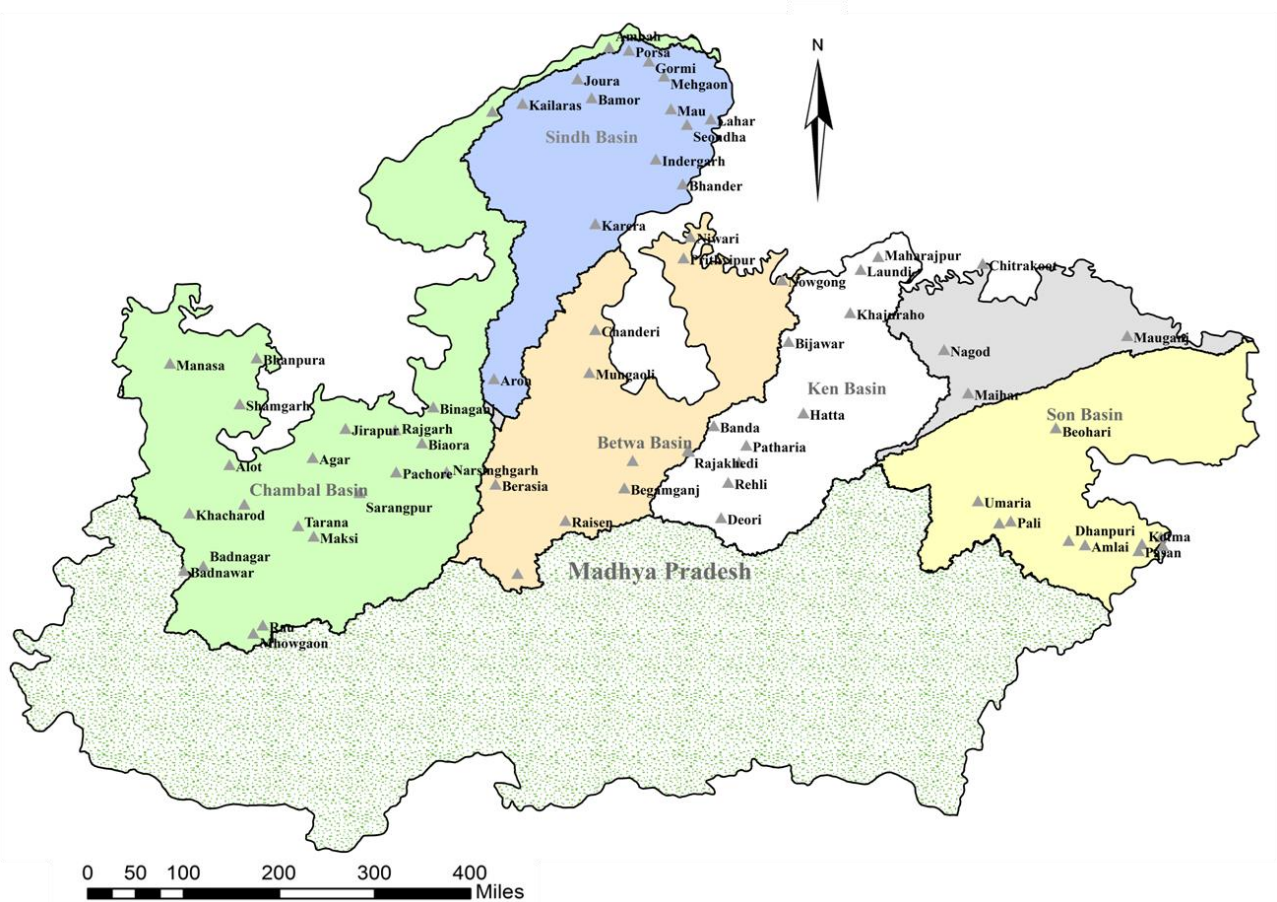 N
Ambah
Porsa
Gormi
Joura
Mehgaon
Kailaras
Bamor
Mau
Lahar
Sindh Basin
Seondha
Indergarh
Bhander
Karera
Niwari
Prithvipur
Maharajpur
Chitrakoot
Laundi
Nowgong
Khajuraho
Chanderi
Mauganj
Bijawar
Nagod
Bhanpura
Manasa
Mungaoli
Aron
Ken Basin
Maihar
Shamgarh
Binaganj
Hatta
Son Basin
Jirapur
Rajgarh
Banda
Beohari
Biaora
Betwa Basin
Patharia
Agar
Rajakhedi
Alot
Pachore
Narsinghgarh
Berasia
Begamganj
Rehli
Chambal Basin
Sarangpur
Umaria
Khacharod
Tarana
Raisen
Deori
Pali
Maksi
Dhanpuri
Kotma
Amlai
Pasan
Badnagar
Badnawar
Madhya Pradesh
Rau
Mhowgaon
0 50 100 200 300 400
Miles